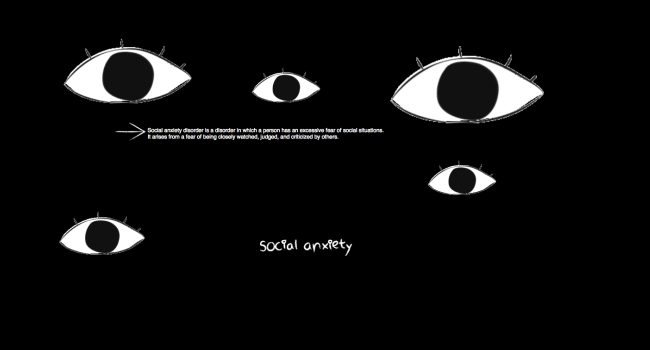 Social anxiety disorder is a disorder in which a person has an excessive fear of social situations.
It arises from a fear of being closely watched, judged, and criticized by others.
Social anxiety